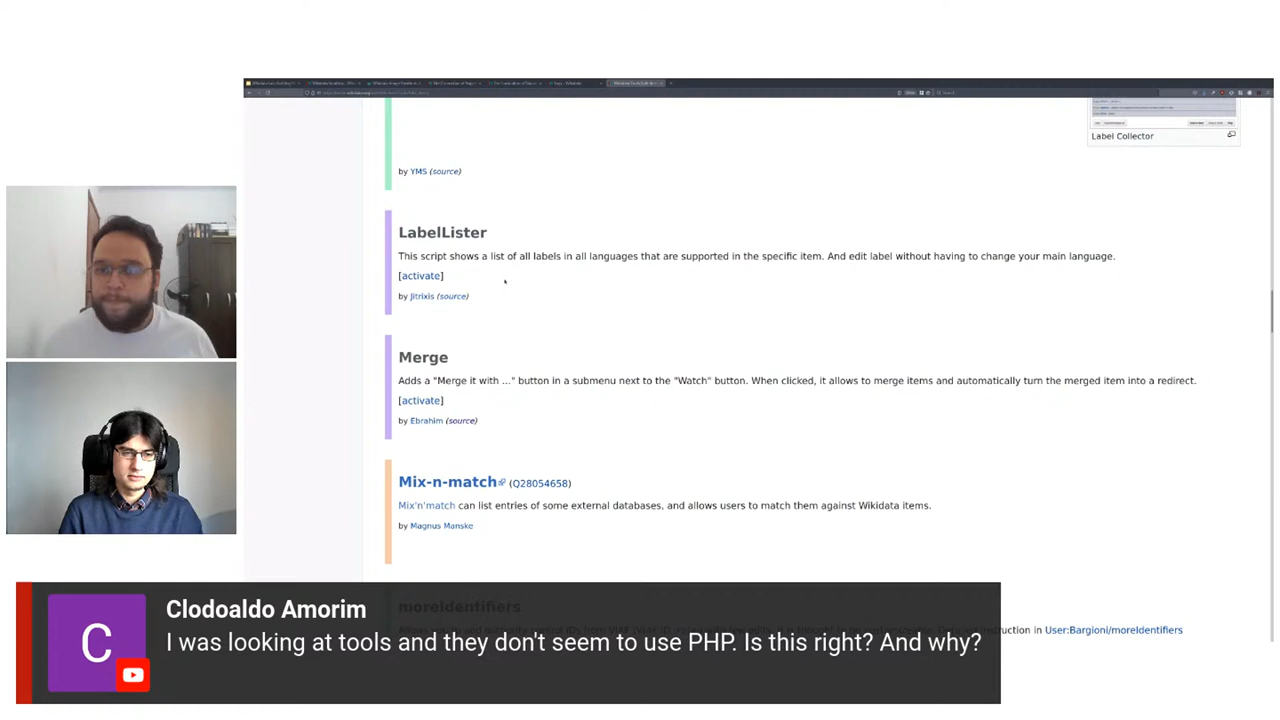 Label Collector
by YMS (source)
LabelLister
This script shows a list of all labels in all languages that are supported in the specific item. And edit label without having to change your main language.
[activate]
by Jitrixis (source)
Merge
Adds a "Merge it with ..." button in a submenu next to the "Watch" button. When clicked, it allows to merge items and automatically turn the merged item into a redirect.
[activate]
by Ebrahim (source)
Mix-n-match (Q28054658)
Mix'n'match can list entries of some external databases, and allows users to match them against Wikidata items.
by Magnus Manske
moreIdentifiers
instruction in User:Bargioni/moreIdentifiers
Clodoaldo Amorim
C
I was looking at tools and they don't seem to use PHP. Is this right? And why?